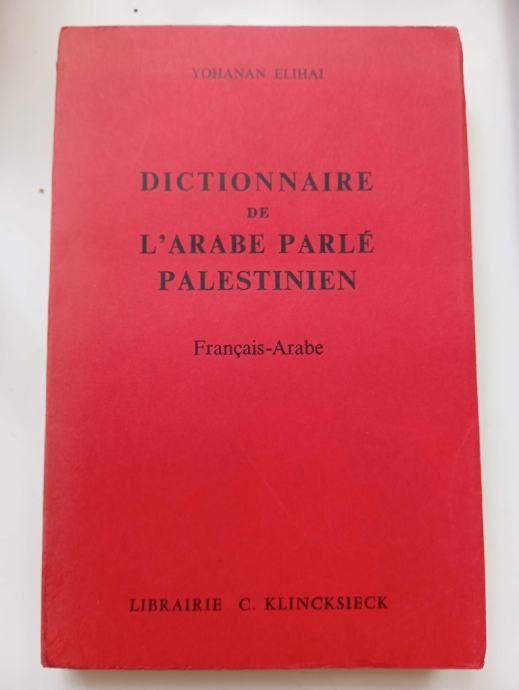 YOHANAN ELIHAI
DICTIONNAIRE
DE
L'ARABE PARLÉ
PALESTINIEN
Français-Arabe
LIBRAIRIE C. KLINCKSIECK